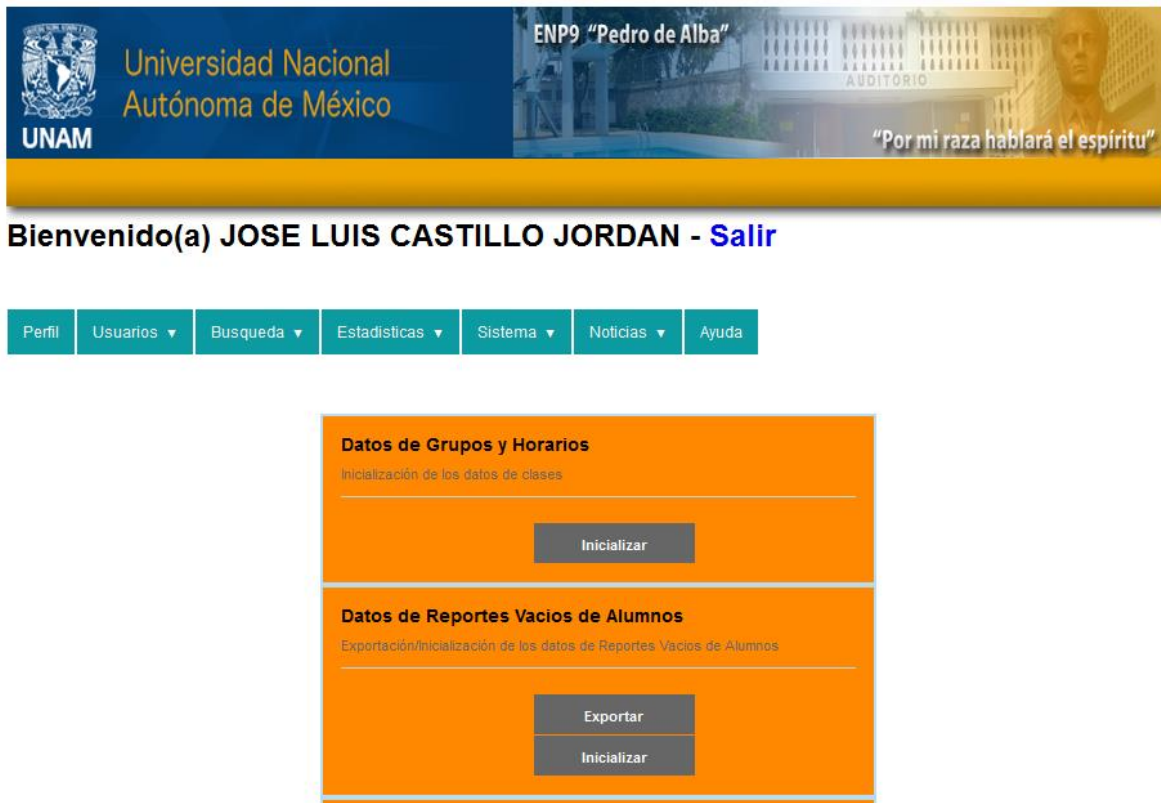 ENP9 "Pedro de Alba"
Universidad Nacional
Autónoma de México
AUDITORIO
UNAM
"Por mi raza hablará el espíritu"
Bienvenido(a) JOSE LUIS CASTILLO JORDAN - Salir
Perfil Usuarios ▼ Busqueda ▼ Estadisticas ▼ Sistema ▼ Noticias ▼ Ayuda
Datos de Grupos y Horarios
Inicialización de los datos de clases
Inicializar
Datos de Reportes Vacios de Alumnos
Exportación/Inicialización de los datos de Reportes Vacios de Alumnos
Exportar
Inicializar